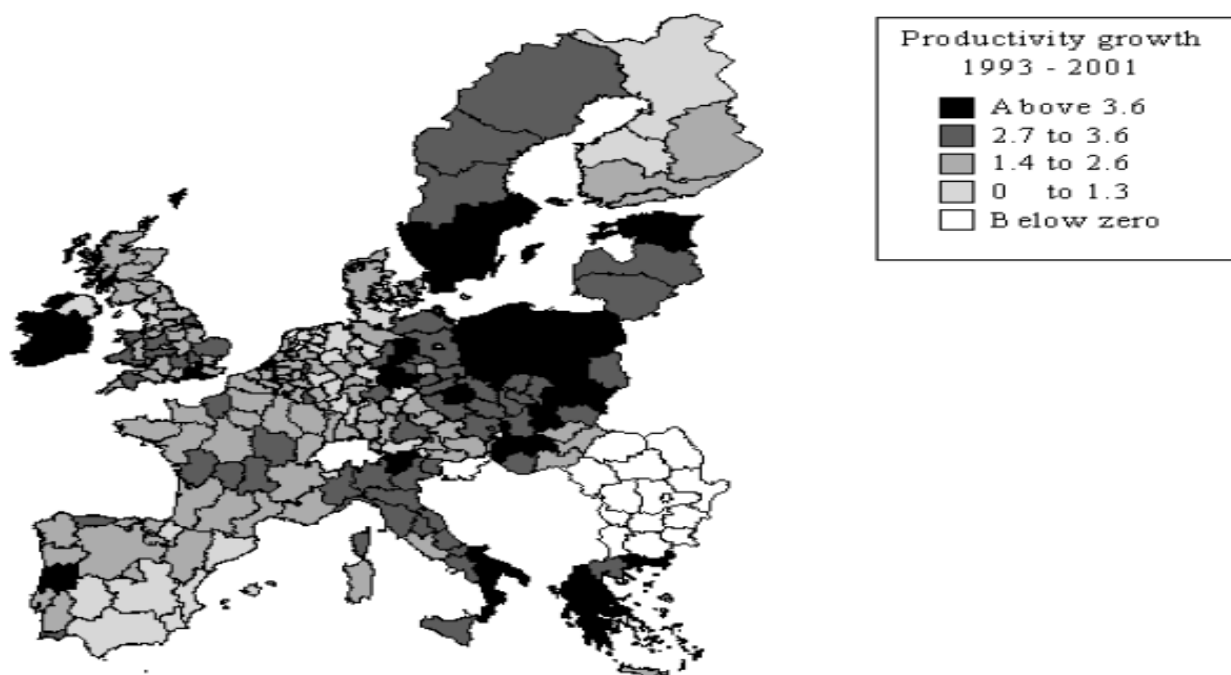 Productivity growth
1993 - 2001
Above 3.6
2.7 to 3.6
1.4 to 2.6
0 to 1.3
Below zero